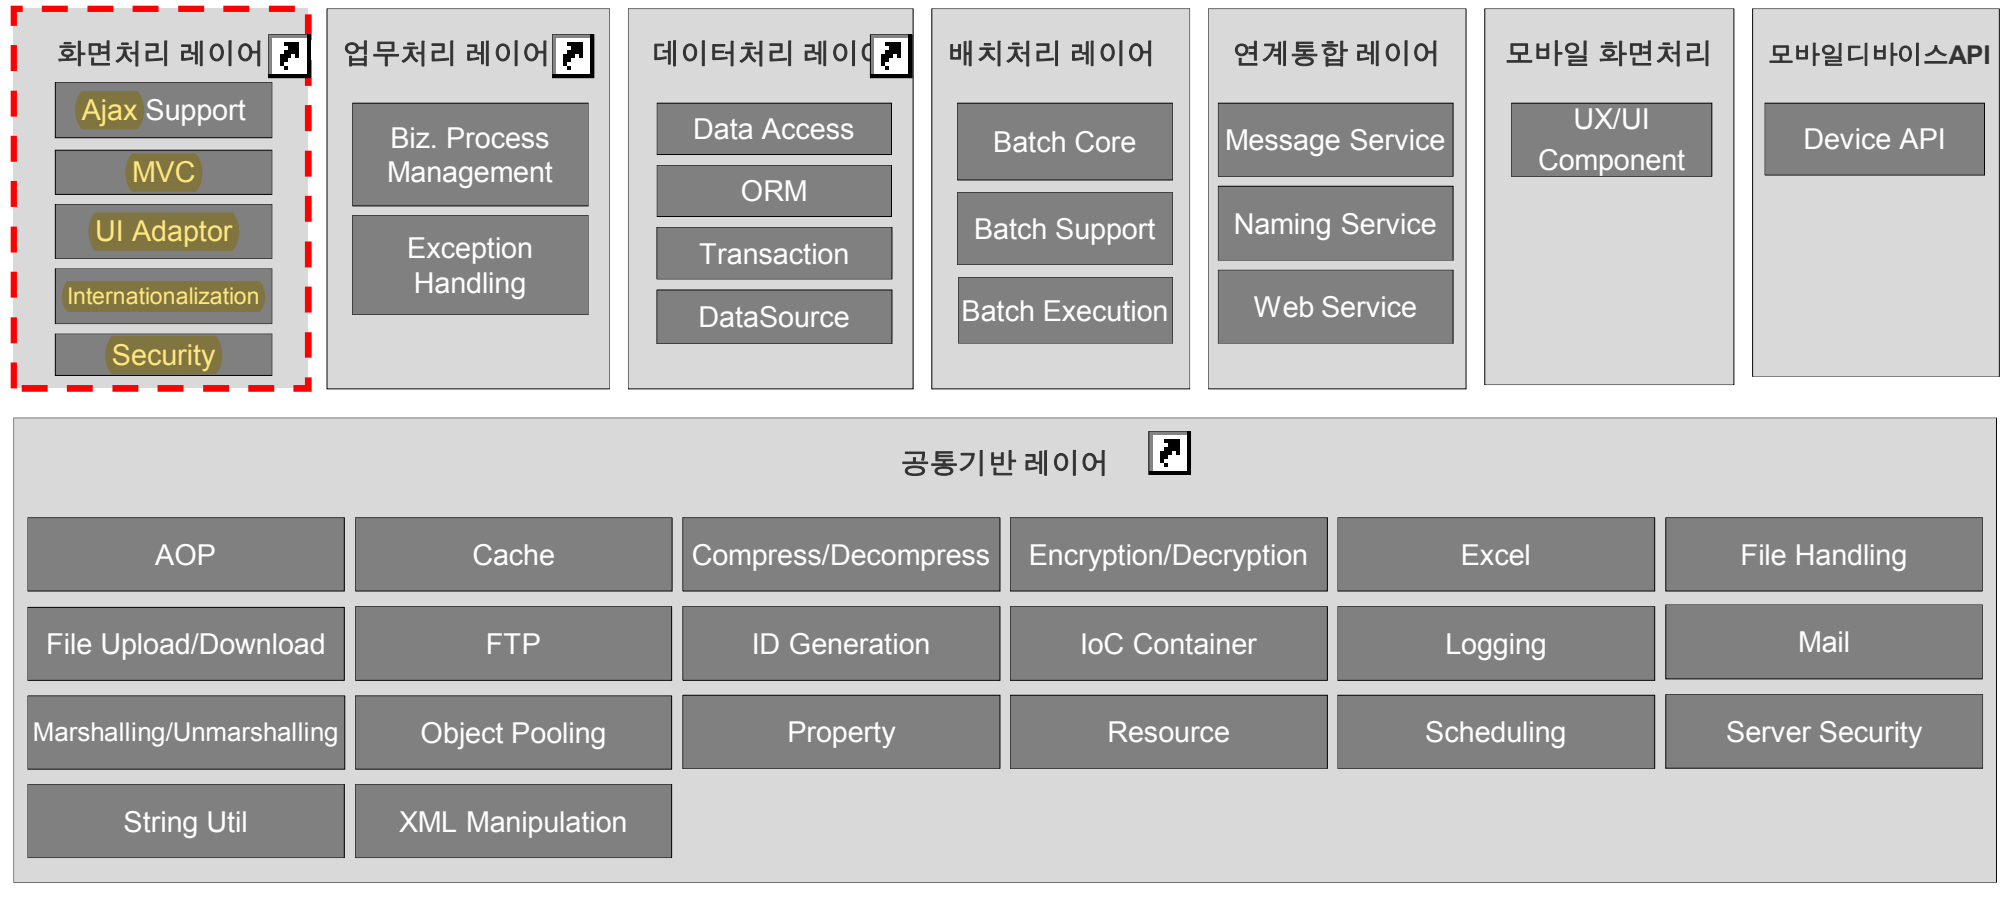 화면처리 레이어
Ajax Support
MVC
UI Adaptor
Internationalization
Security
업무처리 레이어
Biz. Process
Management
Exception
Handling
데이터처리
Data Access
ORM
Transaction
DataSource
배치처리 레이어
Batch Core
Batch Support
Batch Execution
연계통합 레이어
Message Service
Naming Service
Web Service
모바일 화면처리
UX/UI
Component
모바일디바이스API
Device API
공통기반 레이어
AOP
Cache
Compress/Decompress
Encryption/Decryption
Excel
File Handling
File Upload/Download
FTP
ID Generation
IoC Container
Logging
Mail
Marshalling/Unmarshalling
Object Pooling
Property
Resource
Scheduling
Server Security
String Util
XML Manipulation